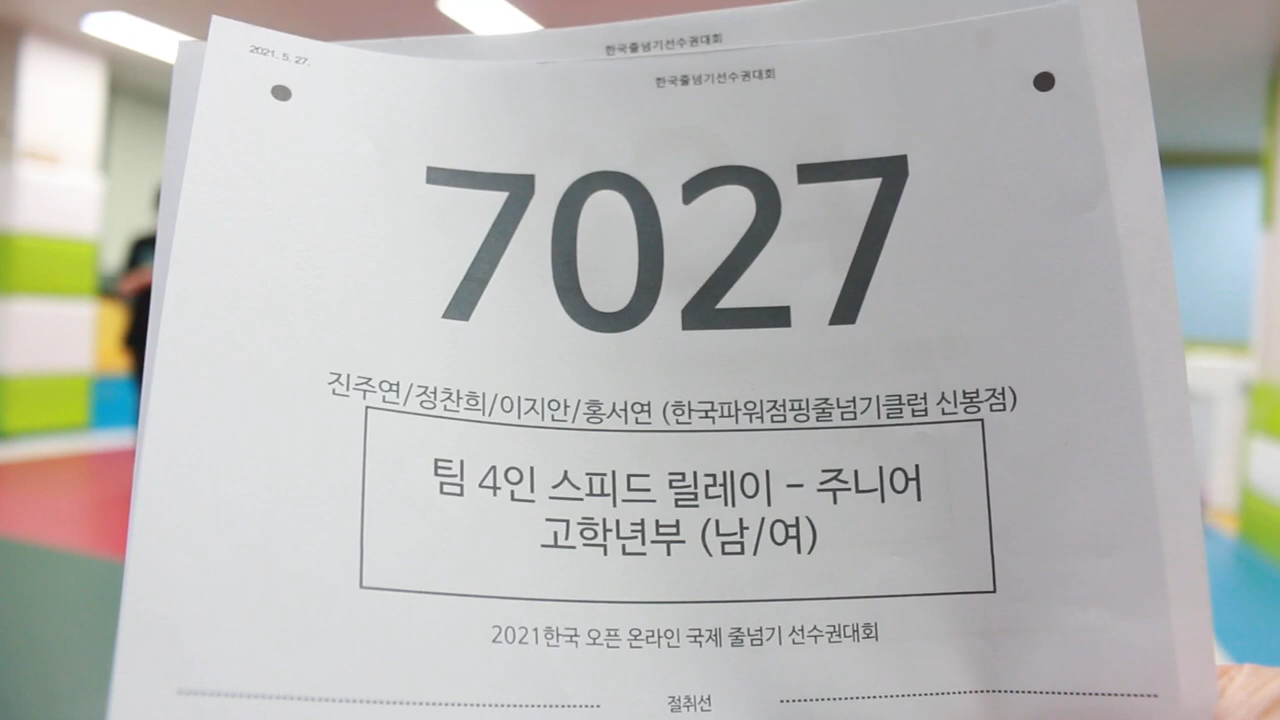 한국줄넘기선수권대회
2021. 5. 27.
한국줄넘기선수권대회
7027
진주연/정찬희/이지안/홍서연 (한국파워점핑줄넘기클럽 신봉점)
팀 4인 스피드 릴레이 - 주니어
고학년부 (남/여)
2021한국 오픈 온라인 국제 줄넘기 선수권대회
절취선